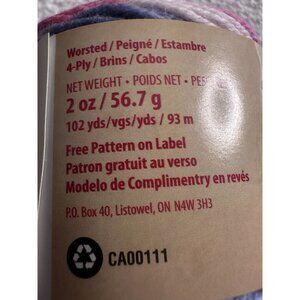 Worsted / Peigné / Estambre
4-Ply / Brins / Cabos
NET WEIGHT • POIDS NET •
2 oz / 56.7 g
102 yds/vgs/yds / 93 m
Free Pattern on Label
Patron gratuit au verso
Modelo de Complimentry en revés
P.O. Box 40, Listowel, ON N4W 3H3
CA00111